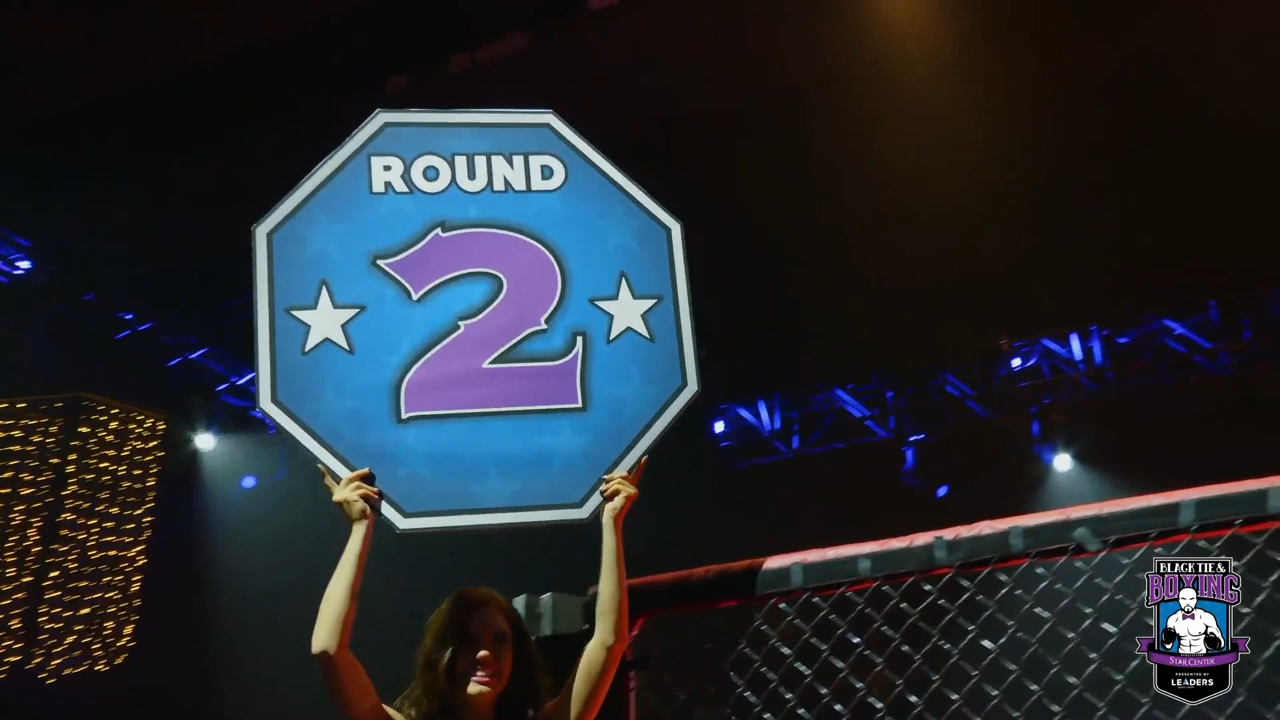 ROUND
2
BLACK TIE &
BOXING
STAR CENTER
PRESENTED BY
LEADERS